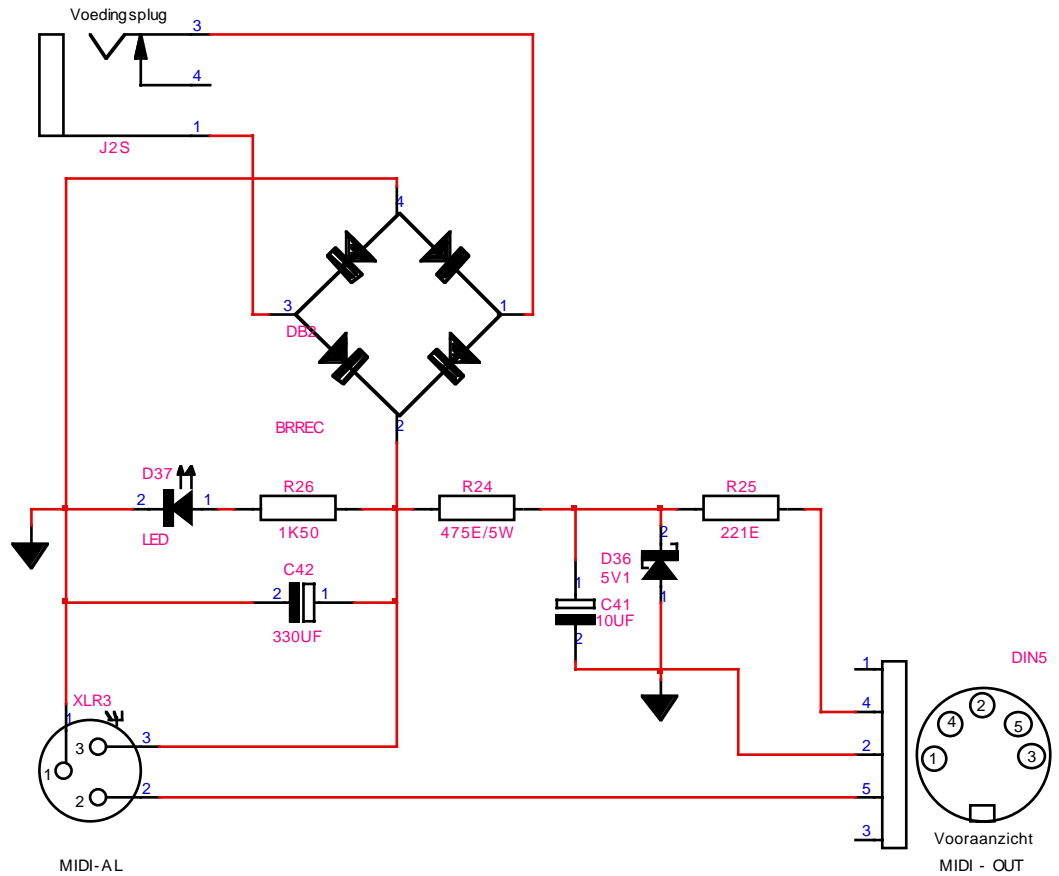 Voedingsplug
3
4
1
J2S
4
3
1
DB2
BRREC
2
D37
2
1
LED
R26
1K50
R24
475E/5W
R25
221E
C42
2
1
330UF
D36
5V1
2
1
1
C41
10UF
2
XLR3
1
3
3
1
2
2
MIDI-AL
1
4
2
5
3
DIN5
2
4
5
1
3
Vooraanzicht
MIDI - OUT